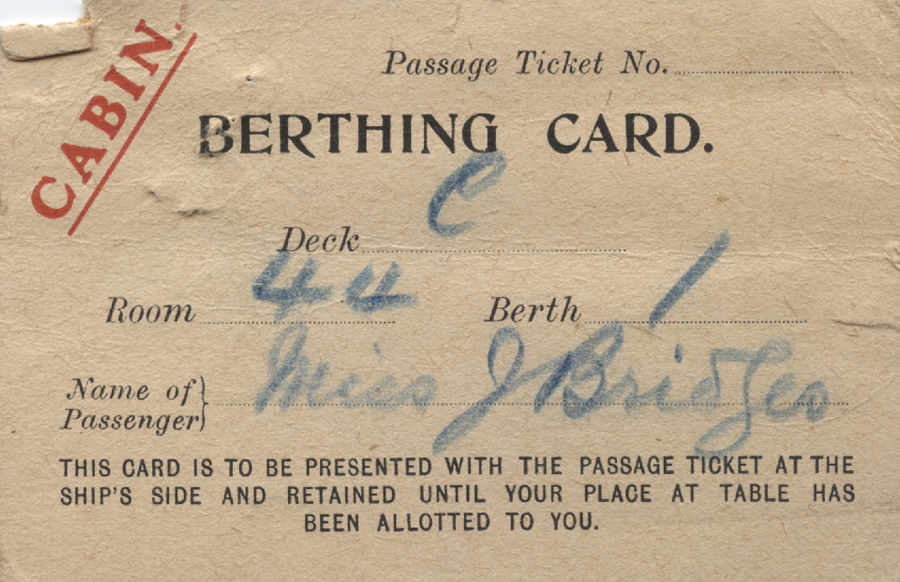 CABIN.
Passage Ticket No.
BERTHING CARD.
Deck C
Room 44 Berth 1
Name of Passenger} Miss J Bridges
THIS CARD IS TO BE PRESENTED WITH THE PASSAGE TICKET AT THE
SHIP'S SIDE AND RETAINED UNTIL YOUR PLACE AT TABLE HAS
BEEN ALLOTTED TO YOU.